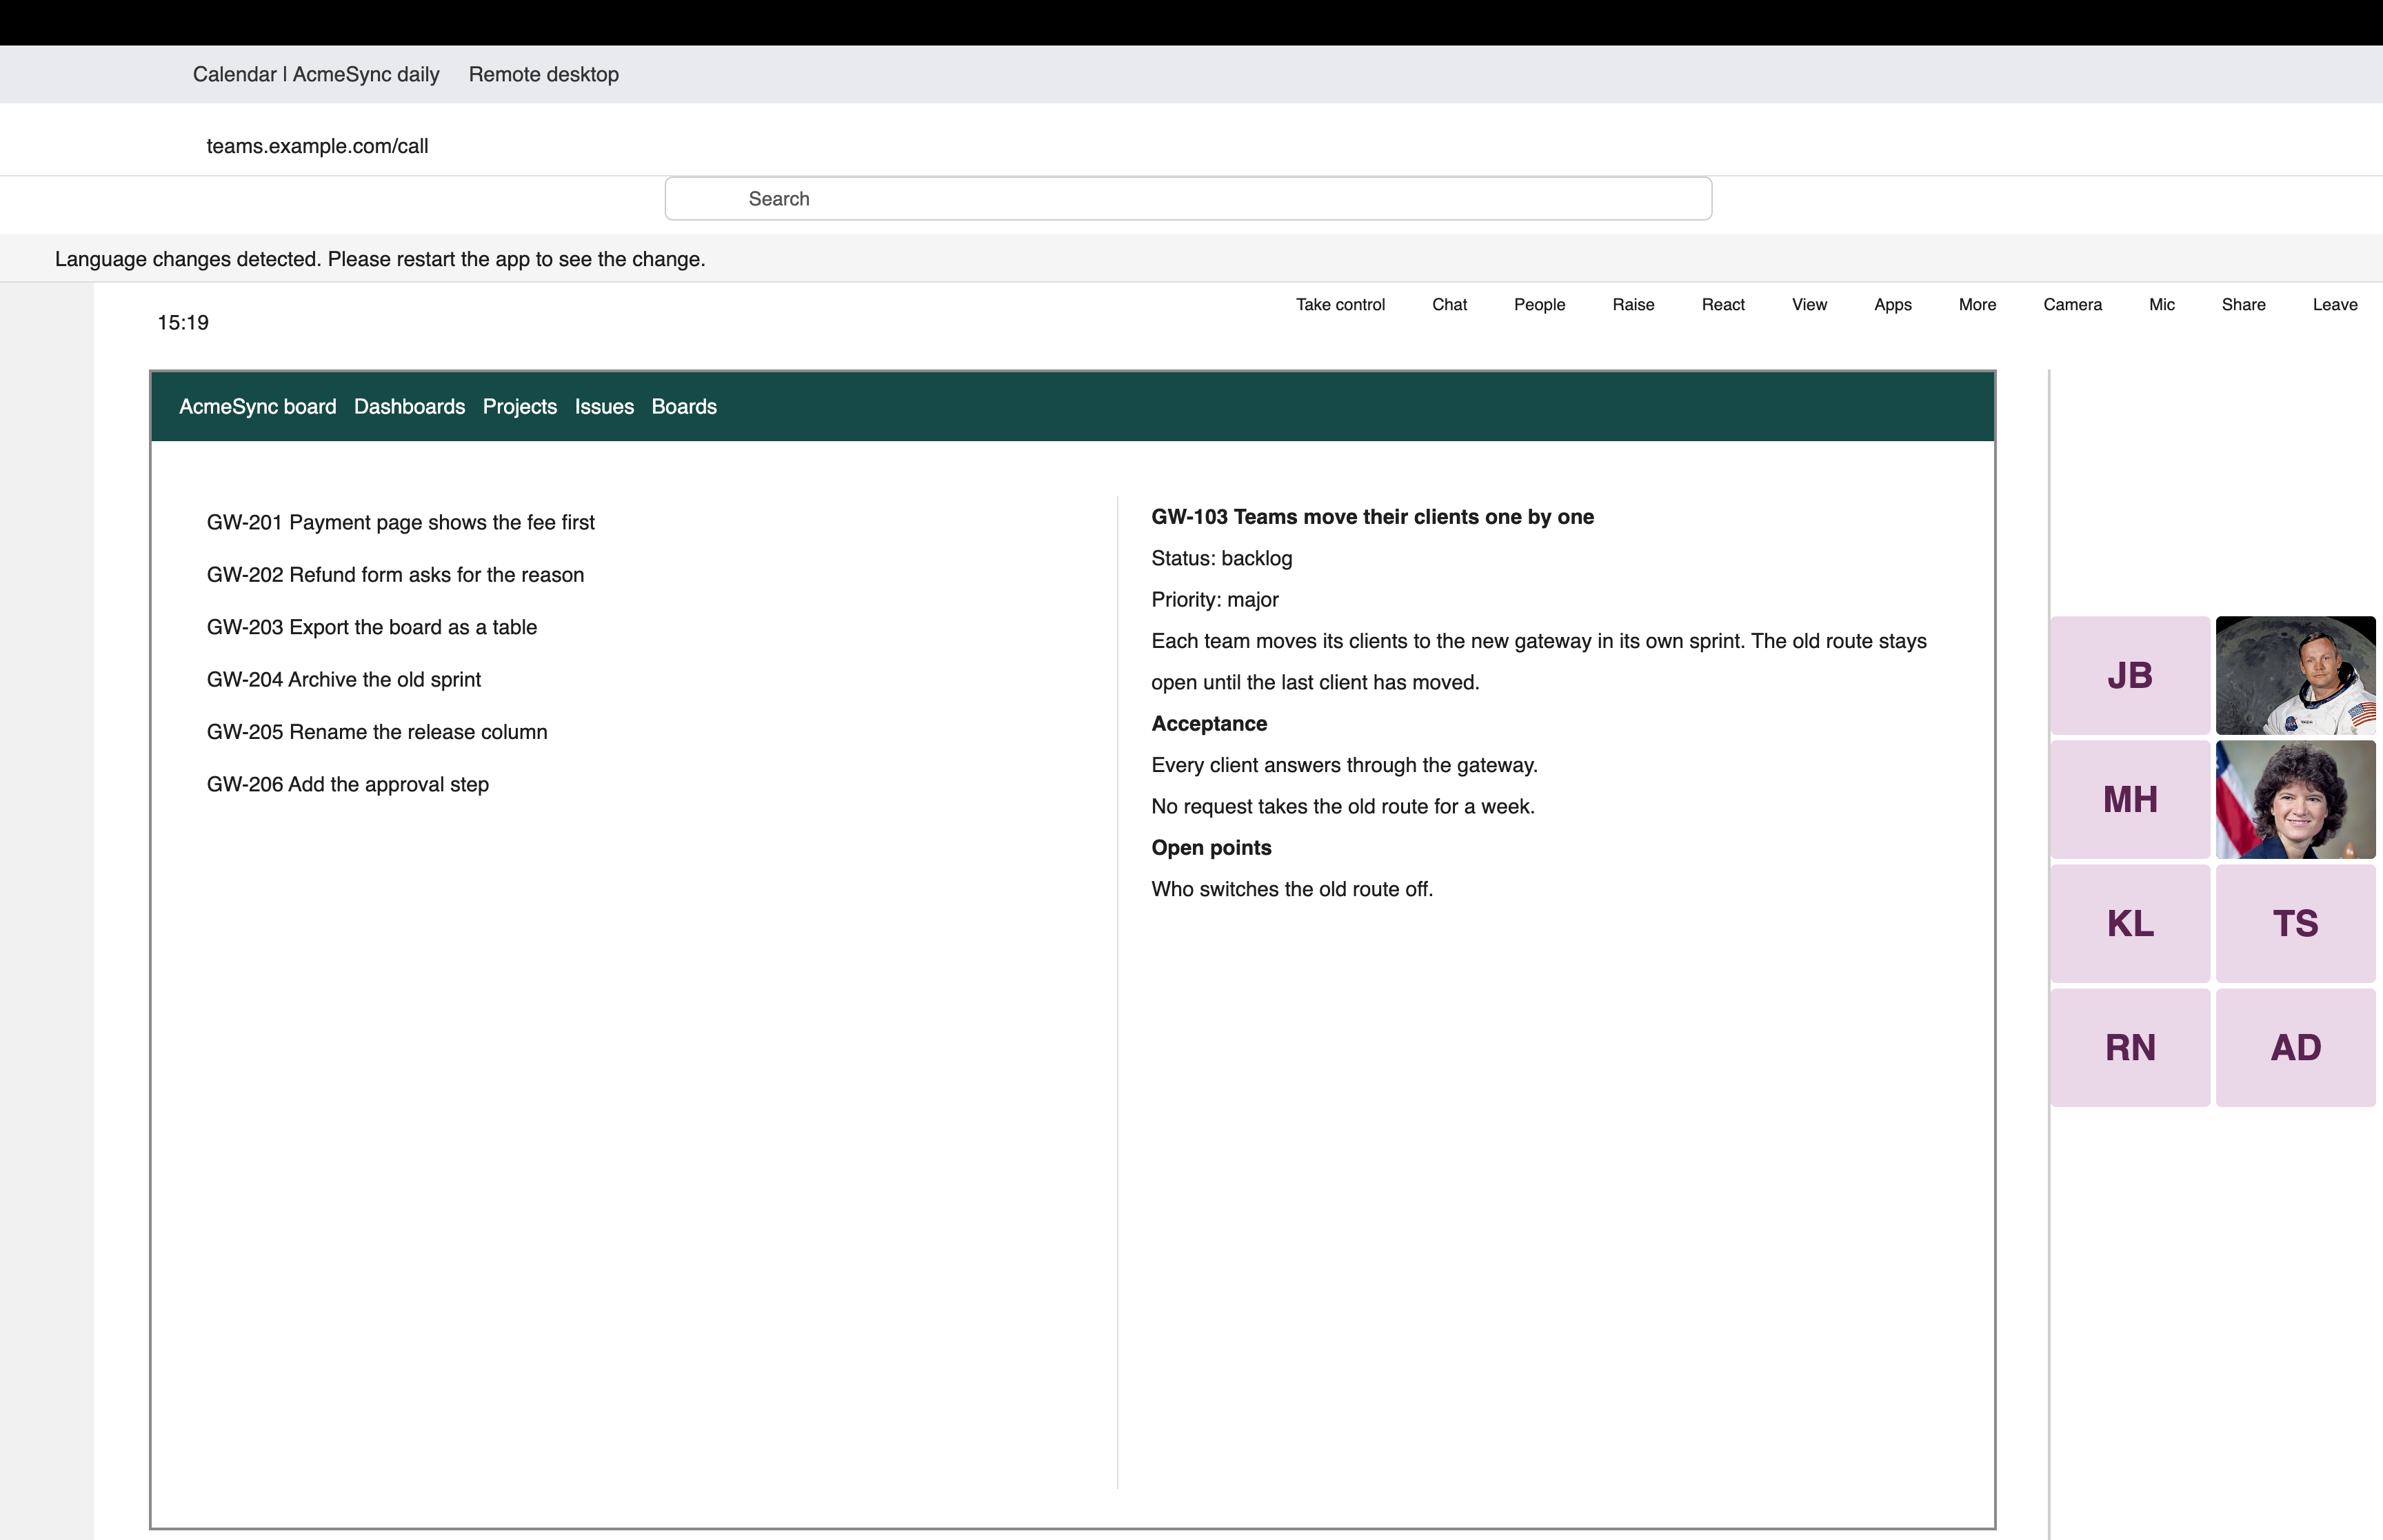 Calendar | AcmeSync daily Remote desktop
teams.example.com/call
Search
Language changes detected. Please restart the app to see the change.
15:19
Take control Chat People Raise React View Apps More Camera Mic Share Leave
AcmeSync board Dashboards Projects Issues Boards
GW-201 Payment page shows the fee first
GW-202 Refund form asks for the reason
GW-203 Export the board as a table
GW-204 Archive the old sprint
GW-205 Rename the release column
GW-206 Add the approval step
GW-103 Teams move their clients one by one
Status: backlog
Priority: major
Each team moves its clients to the new gateway in its own sprint. The old route stays
open until the last client has moved.
Acceptance
Every client answers through the gateway.
No request takes the old route for a week.
Open points
Who switches the old route off.
JB
MH
KL TS
RN AD